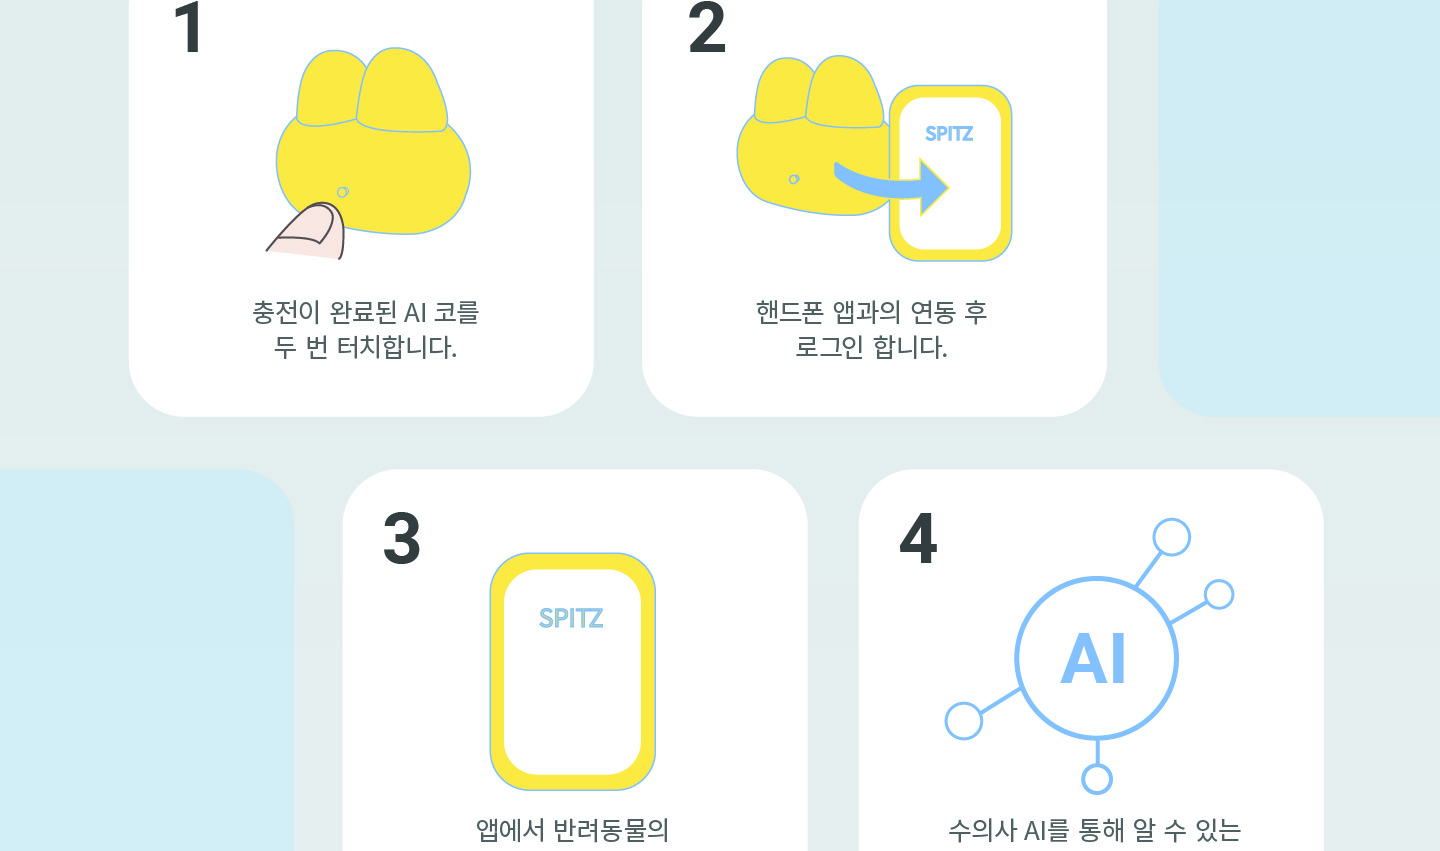 1
충전이 완료된 AI 코를
두 번 터치합니다.
2
SPITZ
핸드폰 앱과의 연동 후
로그인 합니다.
3
SPITZ
앱에서 반려동물의
4
AI
수의사 AI를 통해 알 수 있는